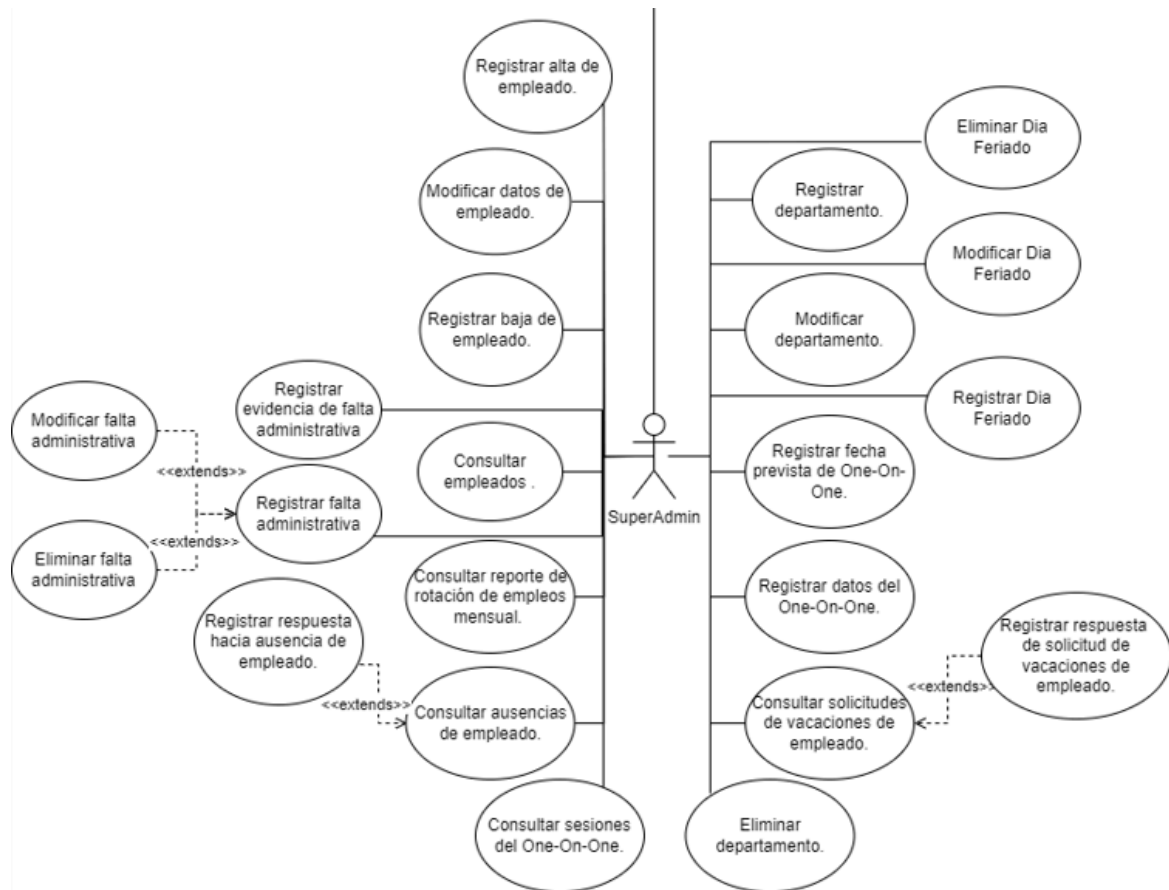 Registrar alta de
empleado.
Eliminar Dia
Feriado
Modificar datos de
empleado.
Registrar
departamento.
Modificar Dia
Feriado
Registrar baja de
empleado.
Modificar
departamento.
Registrar
evidencia de falta
administrativa
Registrar Dia
Feriado
Modificar falta
administrativa
<<extends>>
Consultar
empleados .
SuperAdmin
Registrar fecha
prevista de One-On-
One.
Registrar falta
administrativa
<<extends>>
Eliminar falta
administrativa
Consultar reporte de
rotación de empleos
mensual.
Registrar datos del
One-On-One.
Registrar respuesta
hacia ausencia de
empleado.
Registrar respuesta
de solicitud de
vacaciones de
empleado.
<<extends>>
Consultar ausencias
de empleado.
<<extends>>
Consultar solicitudes
de vacaciones de
empleado.
Consultar sesiones
del One-On-One.
Eliminar
departamento.